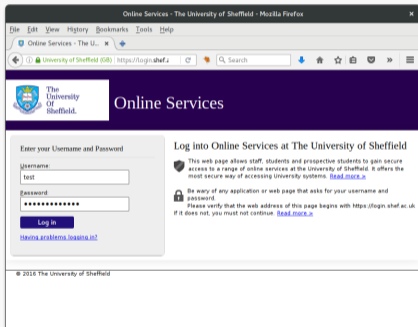 Online Services - The University of Sheffield - Mozilla Firefox
File Edit View History Bookmarks Tools Help
Online Services - The U...
University of Sheffield (GB) https://login.shef.a
Search
The
University
Of
Sheffield.
Online Services
Enter your Username and Password
Username:
test
Password:
•••••••••••••
Log in
Having problems logging in?
Log into Online Services at The University of Sheffield
This web page allows staff, students and prospective students to gain secure
access to a range of online services at the University of Sheffield. It offers the
most secure way of accessing University systems. Read more »
Be wary of any application or web page that asks for your username and
password.
Please verify that the web address of this page begins with https://login.shef.ac.uk
If it does not, you must not continue. Read more »
© 2016 The University of Sheffield